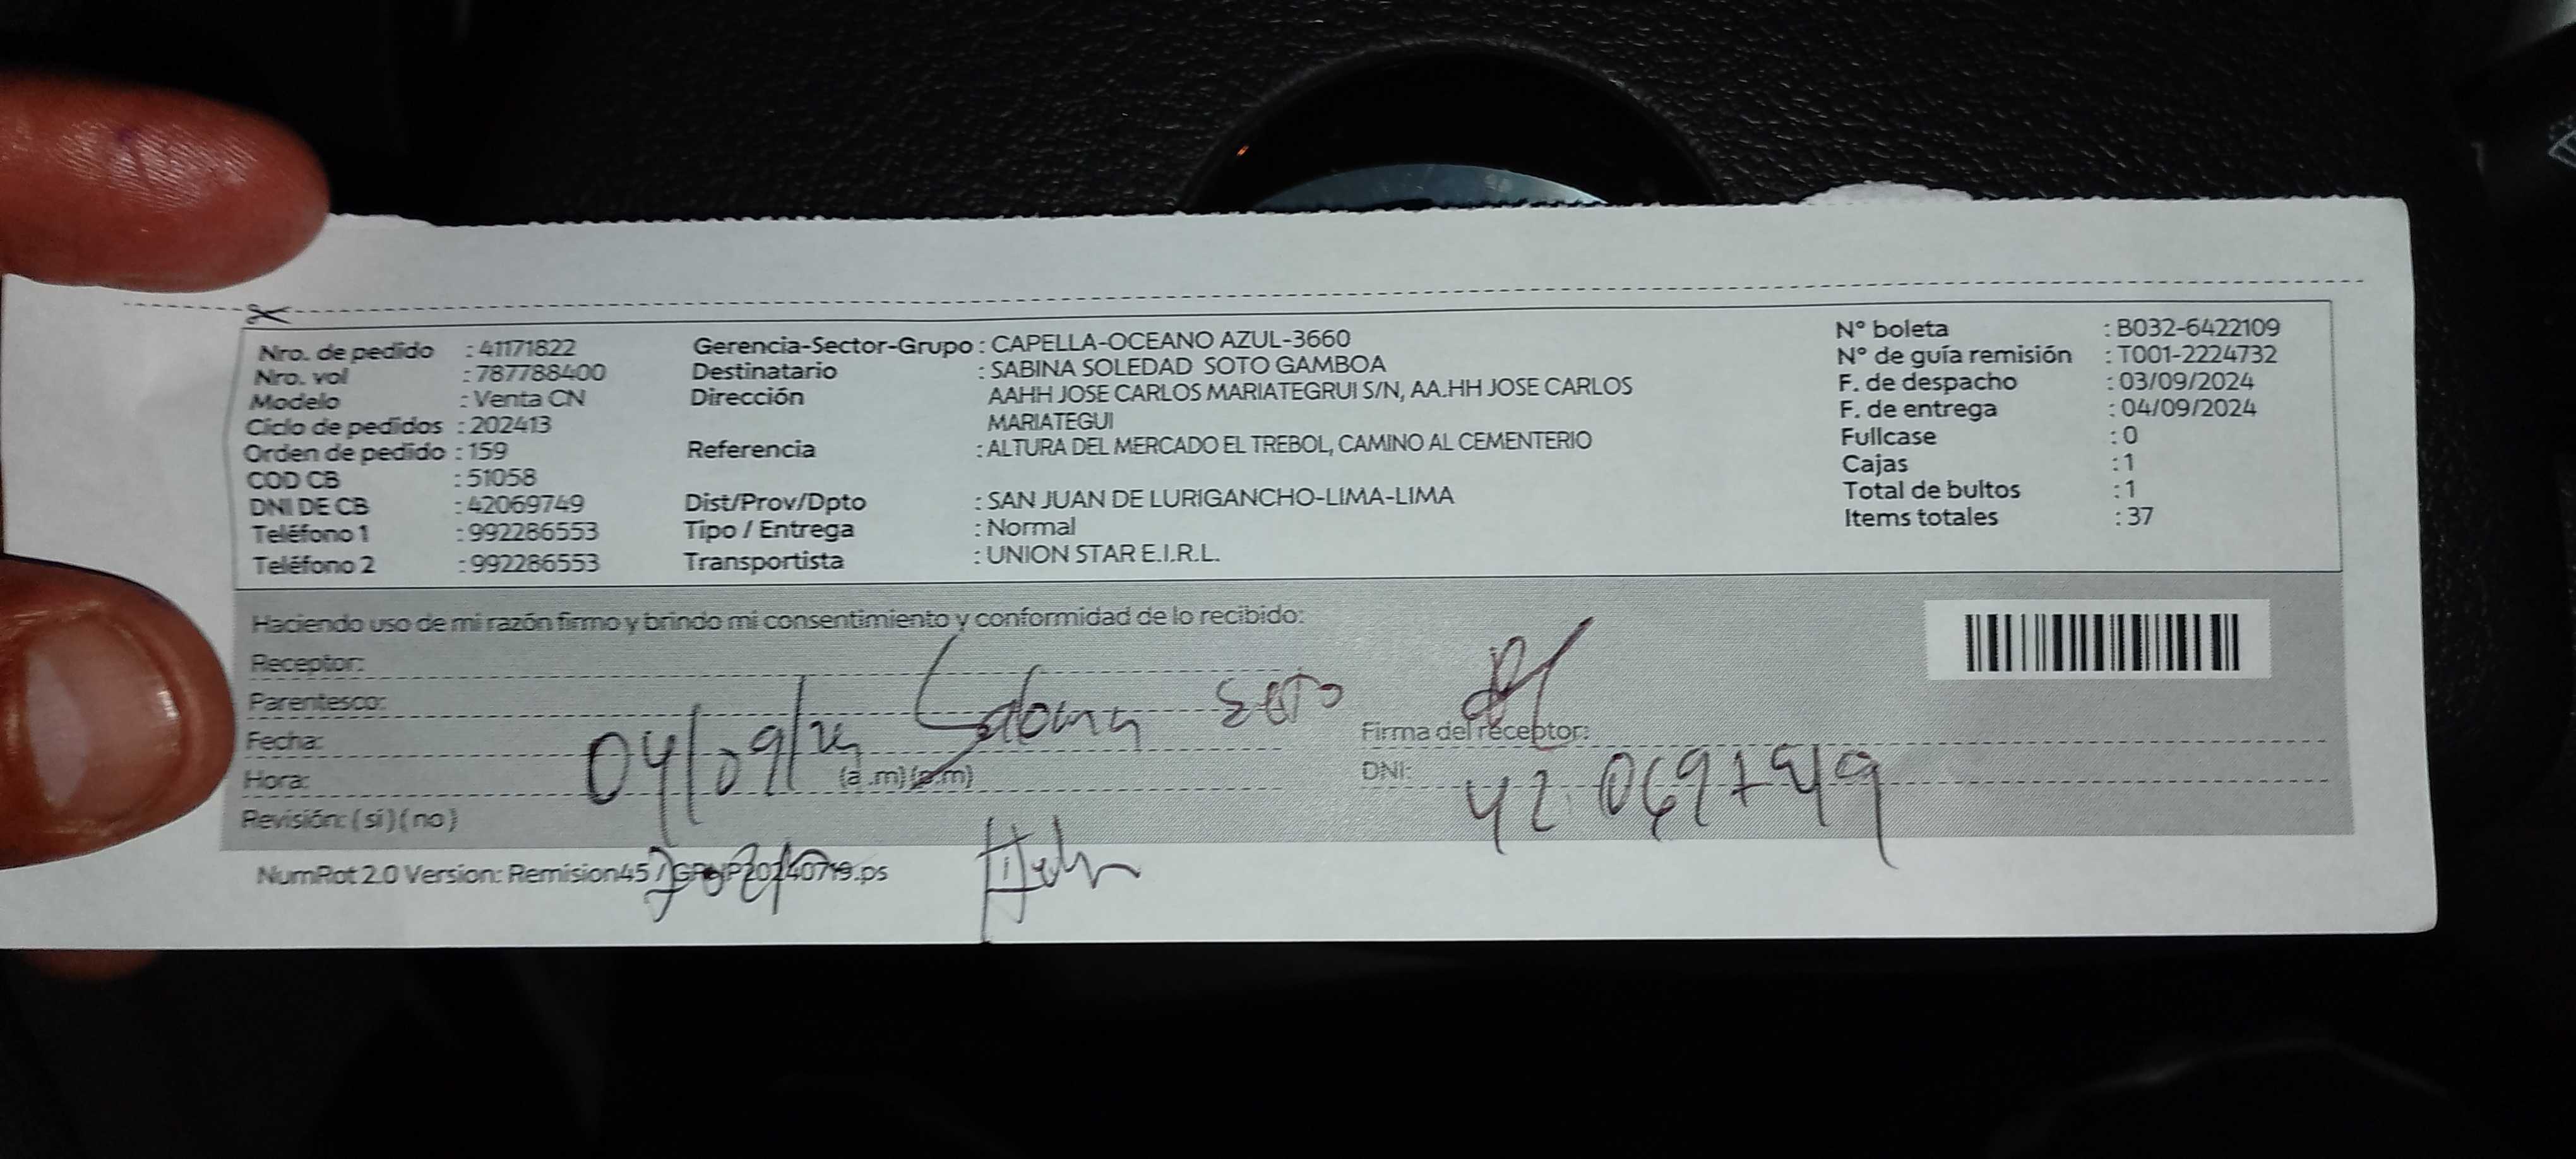 Nro. de pedido : 41171822
Nro. vol : 787788400
Modelo : Venta CN
Ciclo de pedidos : 202413
Orden de pedido : 159
COD CB : 51058
DNI DE CB : 42069749
Teléfono 1 : 992286553
Teléfono 2 : 992286553
Gerencia-Sector-Grupo : CAPELLA-OCEANO AZUL-3660
Destinatario : SABINA SOLEDAD SOTO GAMBOA
Dirección AAHH JOSE CARLOS MARIATEGRUI S/N, AA.HH JOSE CARLOS
MARIATEGUI
Referencia : ALTURA DEL MERCADO EL TREBOL, CAMINO AL CEMENTERIO
Dist/Prov/Dpto : SAN JUAN DE LURIGANCHO-LIMA-LIMA
Tipo / Entrega : Normal
Transportista : UNION STAR E.I.R.L.
N° boleta : B032-6422109
N° de guía remisión : T001-2224732
F. de despacho : 03/09/2024
F. de entrega : 04/09/2024
Fullcase : 0
Cajas : 1
Total de bultos : 1
Items totales : 37
Haciendo uso de mi razón firmo y brindo mi consentimiento y conformidad de lo recibido:
Receptor:
Parentesco: Soto
Fecha: 04/09/24
Hora: (a.m)(p.m)
Revisión: (si) (no)
Firma del receptor:
DNI: 42069749
NumRot 2.0 Version: Remision45 20240719.ps